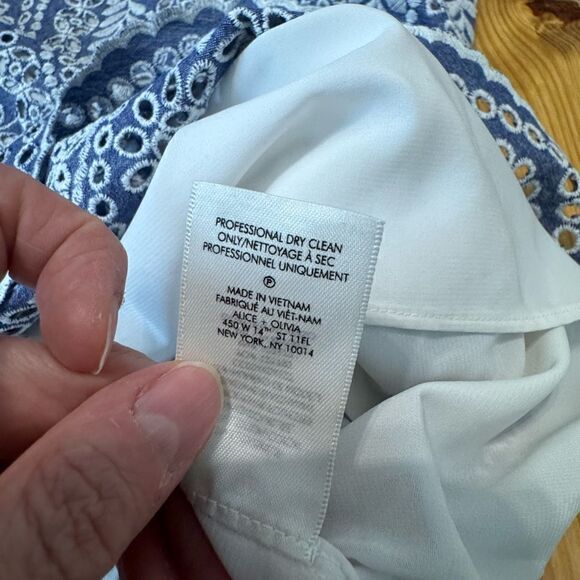 PROFESSIONAL DRY CLEAN
ONLY/NETTOYAGE À SEC
PROFESSIONNEL UNIQUEMENT
Ⓟ
MADE IN VIETNAM
FABRIQUÉ AU VIÊT-NAM
ALICE + OLIVIA
450 W 14TH ST 11FL
NEW YORK, NY 10014